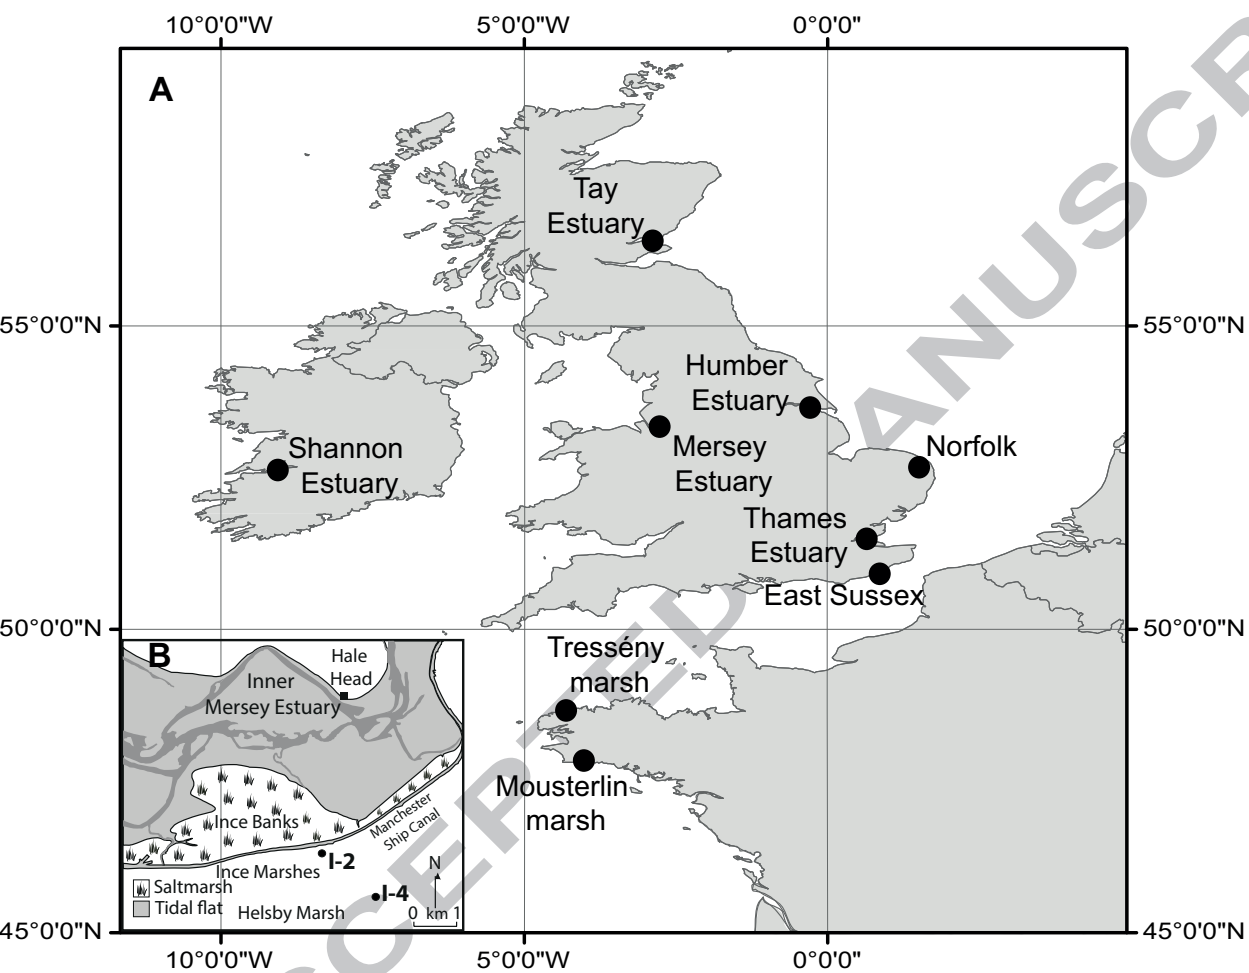 10°0'0"W 5°0'0"W 0°0'0"
A
Tay
Estuary
55°0'0"N 55°0'0"N
Humber
Estuary
Mersey
Estuary
Norfolk
Shannon
Estuary
Thames
Estuary
East Sussex
50°0'0"N 50°0'0"N
Tressény
marsh
Mousterlin
marsh
B
Hale
Head
Inner
Mersey Estuary
Ince Banks
Manchester
Ship Canal
I-2
Ince Marshes
N
Saltmarsh
I-4
Tidal flat
Helsby Marsh
0 km 1
45°0'0"N 45°0'0"N
10°0'0"W 5°0'0"W 0°0'0"
CEPTED ANUSCR